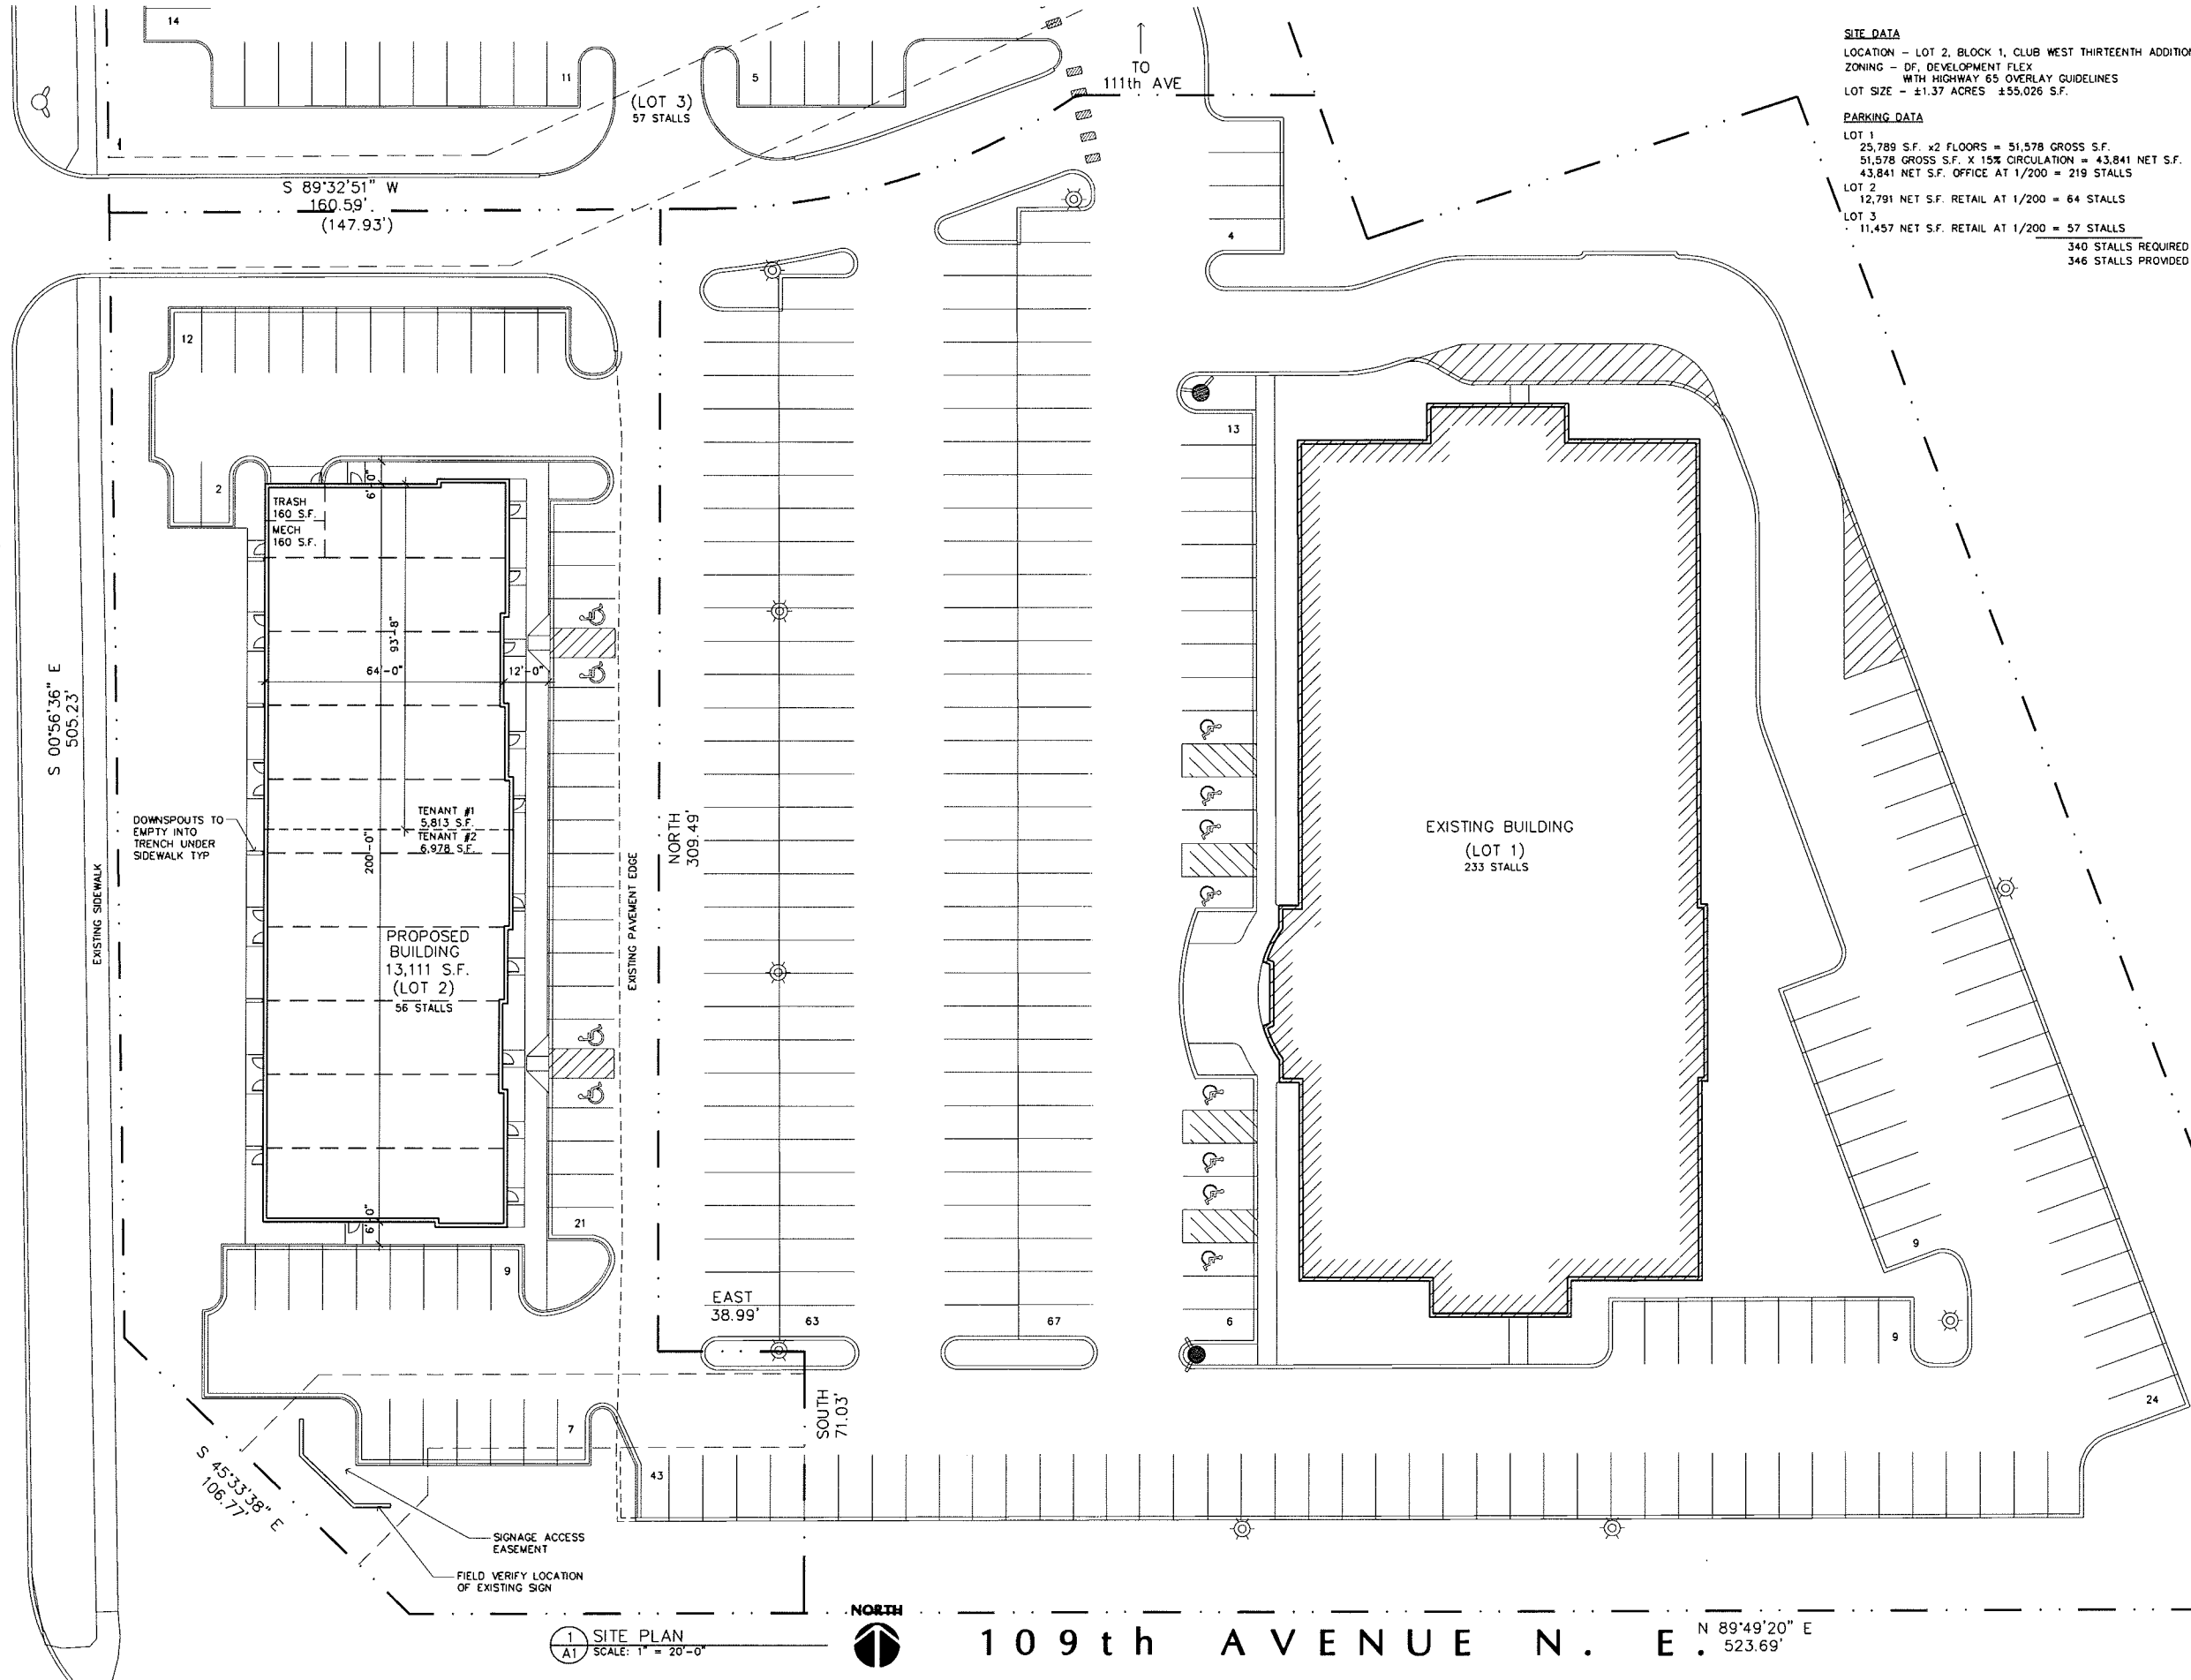 SITE DATA
LOCATION - LOT 2, BLOCK 1, CLUB WEST THIRTEENTH ADDITION
ZONING - DF, DEVELOPMENT FLEX
WITH HIGHWAY 65 OVERLAY GUIDELINES
LOT SIZE - ±1.37 ACRES ±55,026 S.F.
PARKING DATA
LOT 1
25,789 S.F. x2 FLOORS = 51,578 GROSS S.F.
51,578 GROSS S.F. X 15% CIRCULATION = 43,841 NET S.F.
43,841 NET S.F. OFFICE AT 1/200 = 219 STALLS
LOT 2
12,791 NET S.F. RETAIL AT 1/200 = 64 STALLS
LOT 3
11,457 NET S.F. RETAIL AT 1/200 = 57 STALLS
340 STALLS REQUIRED
346 STALLS PROVIDED
14
11
5
(LOT 3)
57 STALLS
TO
111th AVE
S 89°32'51" W
160.59'
(147.93')
4
12
2
13
TRASH
160 S.F.
MECH
160 S.F.
6'-0"
93'-8"
64'-0"
12'-0"
S 00°56'36" E
505.23'
EXISTING SIDEWALK
DOWNSPOUTS TO
EMPTY INTO
TRENCH UNDER
SIDEWALK TYP
TENANT #1
5,813 S.F.
TENANT #2
6,978 S.F.
200'-0"
NORTH
309.49'
EXISTING PAVEMENT EDGE
EXISTING BUILDING
(LOT 1)
233 STALLS
PROPOSED
BUILDING
13,111 S.F.
(LOT 2)
56 STALLS
6'-0"
21
9
9
EAST
38.99'
63
67
6
9
SOUTH
71.03'
24
7
43
S 45°33'38" E
106.77'
SIGNAGE ACCESS
EASEMENT
FIELD VERIFY LOCATION
OF EXISTING SIGN
1
A1
SITE PLAN
SCALE: 1" = 20'-0"
NORTH
109th AVENUE N. E.
N 89°49'20" E
523.69'